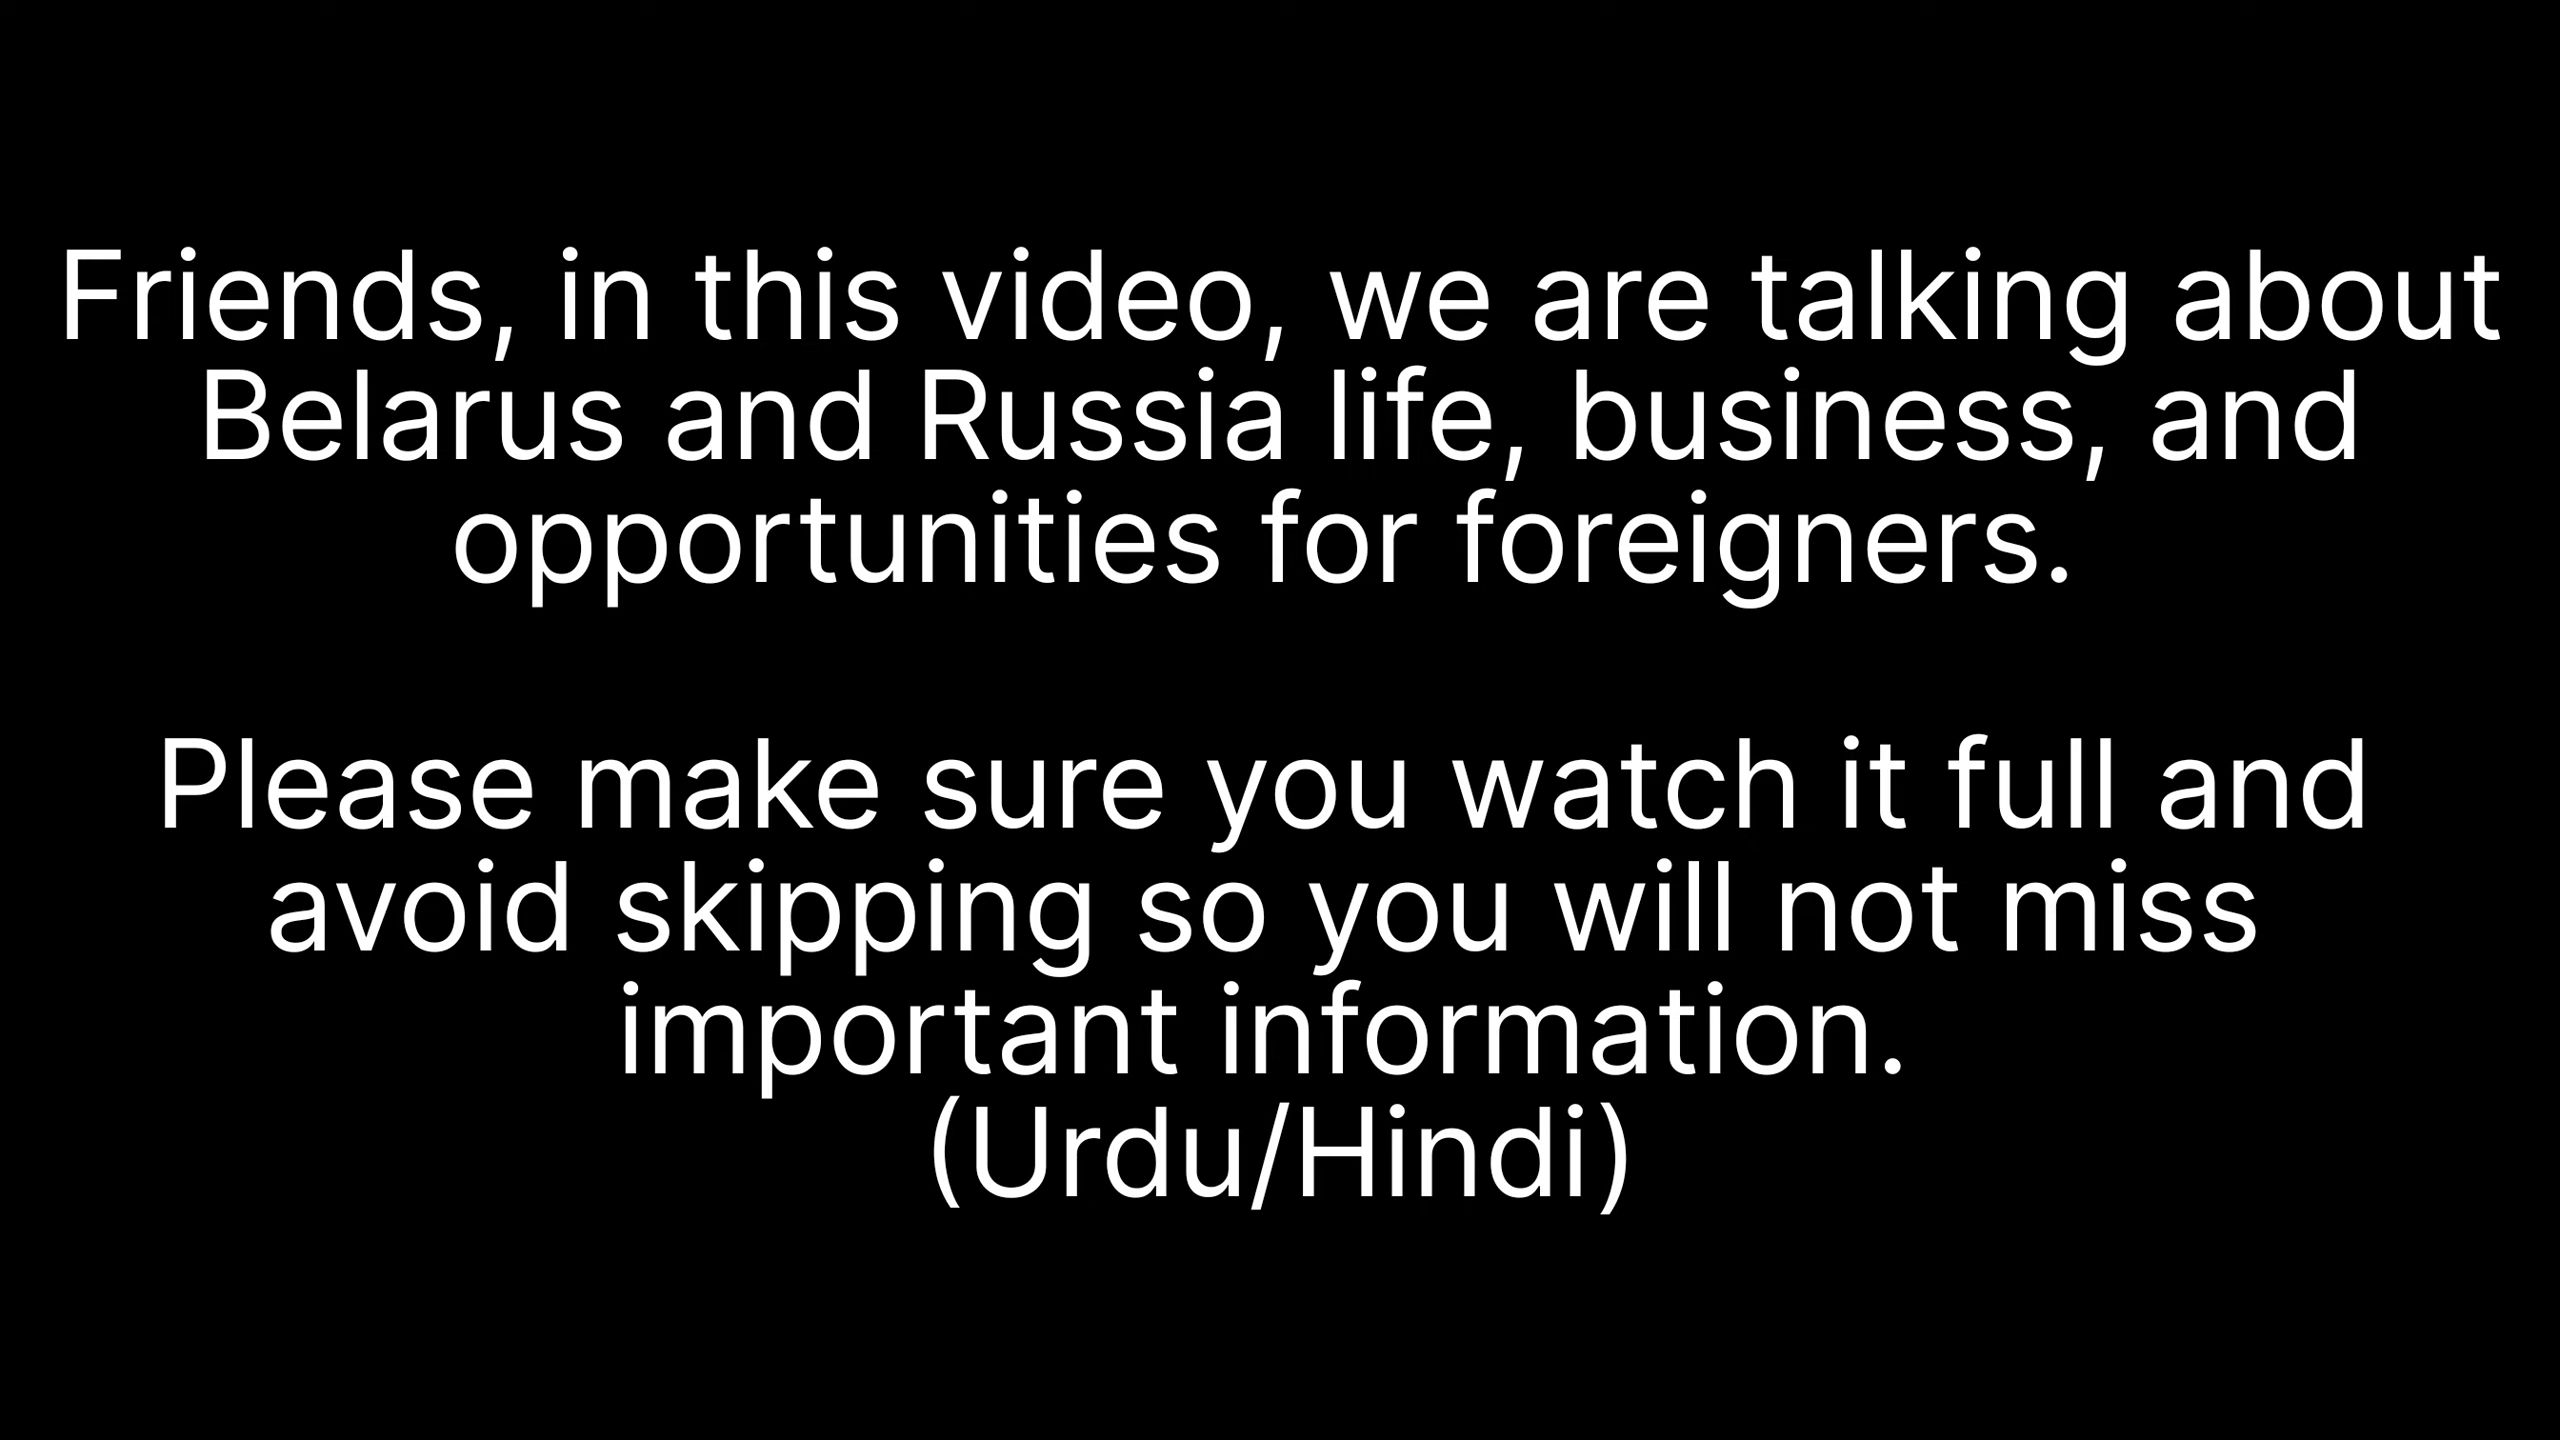 Friends, in this video, we are talking about
Belarus and Russia life, business, and
opportunities for foreigners.
Please make sure you watch it full and
avoid skipping so you will not miss
important information.
(Urdu/Hindi)